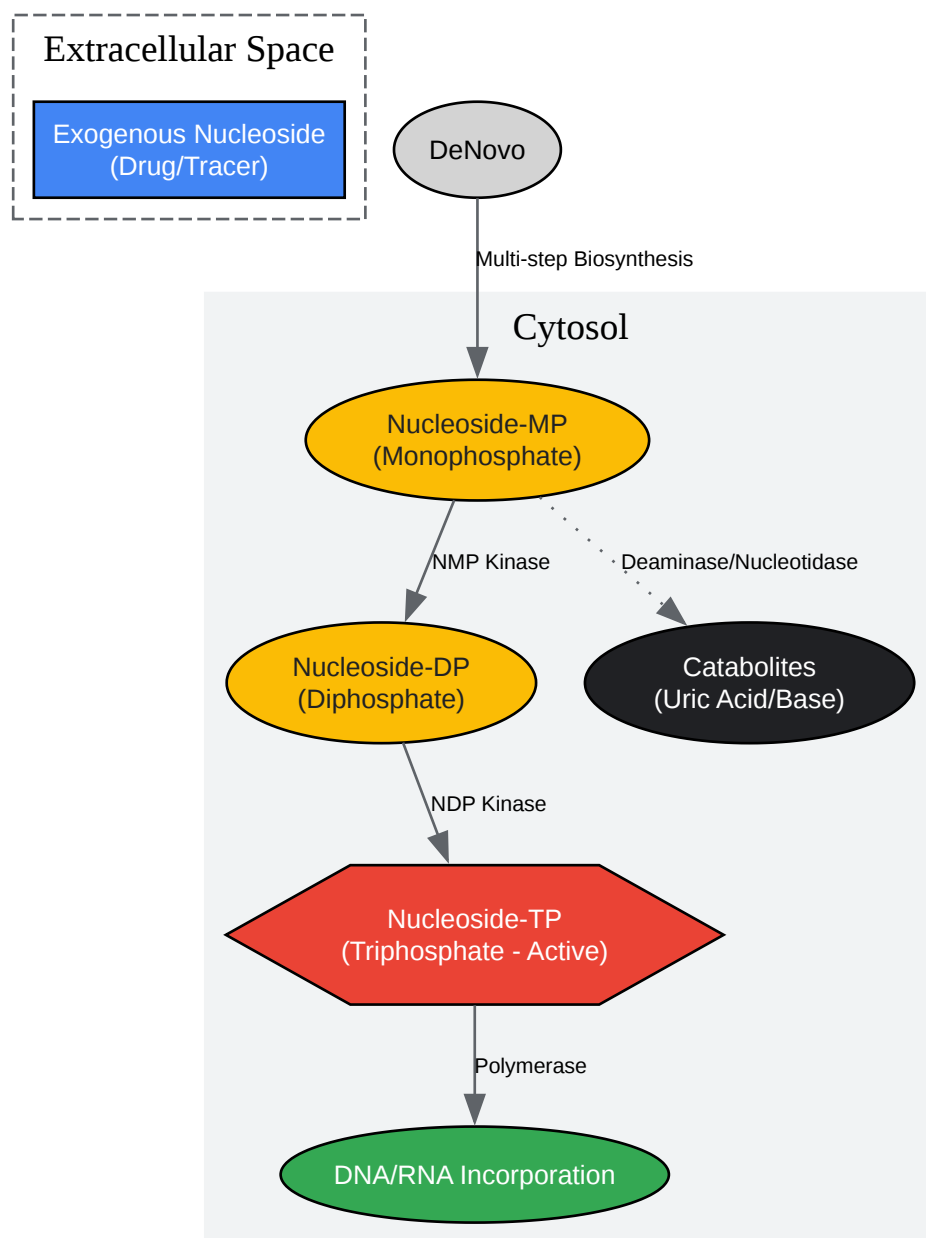 Extracellular Space
Exogenous Nucleoside
(Drug/Tracer)
DeNovo
Multi-step Biosynthesis
Cytosol
Nucleoside-MP
(Monophosphate)
NMP Kinase
Deaminase/Nucleotidase
Nucleoside-DP
(Diphosphate)
Catabolites
(Uric Acid/Base)
NDP Kinase
Nucleoside-TP
(Triphosphate - Active)
Polymerase
DNA/RNA Incorporation